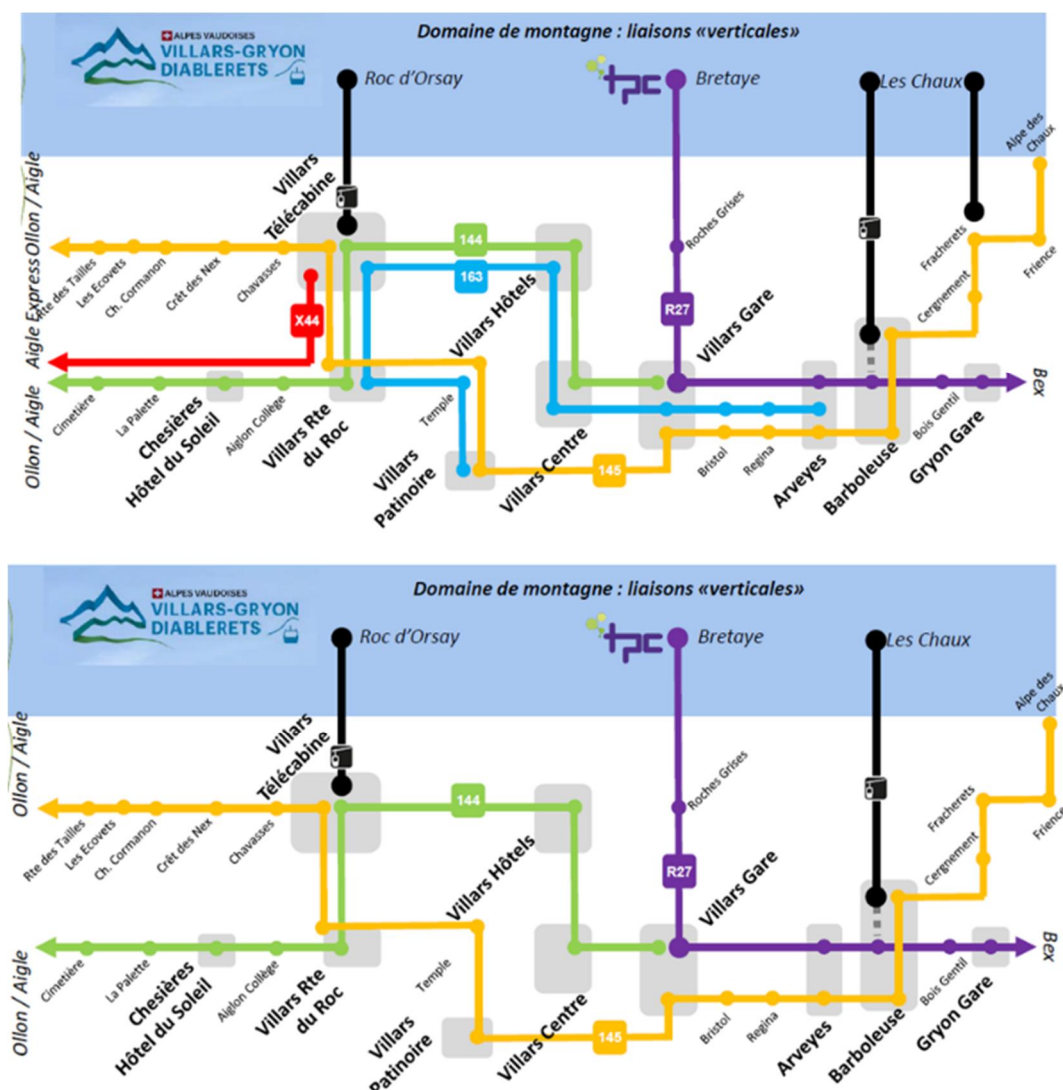 ALPES VAUDOISES
VILLARS-GRYON
DIABLERETS
Domaine de montagne : liaisons «verticales»
Roc d'Orsay
tpc
Bretaye
Les Chaux
Alpe des
Chaux
Villars
Télécabine
Ollon / Aigle
Rte des Tailles
Les Ecovets
Ch. Cormanon
Crêt des Nex
Chavasses
144
163
Villars Hôtels
Roches Grises
R27
Villars Gare
Fracherets
Cergnement
Frience
Aigle Express
X44
Ollon / Aigle
Cimetière
La Palette
Chesières
Hôtel du Soleil
Aiglon Collège
Villars Rte
du Roc
Temple
Villars
Patinoire
Villars Centre
145
Bristol
Regina
Arveyes
Barboleuse
Bois Gentil
Gryon Gare
Bex
ALPES VAUDOISES
VILLARS-GRYON
DIABLERETS
Domaine de montagne : liaisons «verticales»
Roc d'Orsay
tpc
Bretaye
Les Chaux
Alpe des
Chaux
Villars
Télécabine
Ollon / Aigle
Rte des Tailles
Les Ecovets
Ch. Cormanon
Crêt des Nex
Chavasses
144
Villars Hôtels
Roches Grises
R27
Villars Gare
Fracherets
Cergnement
Frience
Ollon / Aigle
Cimetière
La Palette
Chesières
Hôtel du Soleil
Aiglon Collège
Villars Rte
du Roc
Temple
Villars
Patinoire
Villars Centre
145
Bristol
Regina
Arveyes
Barboleuse
Bois Gentil
Gryon Gare
Bex